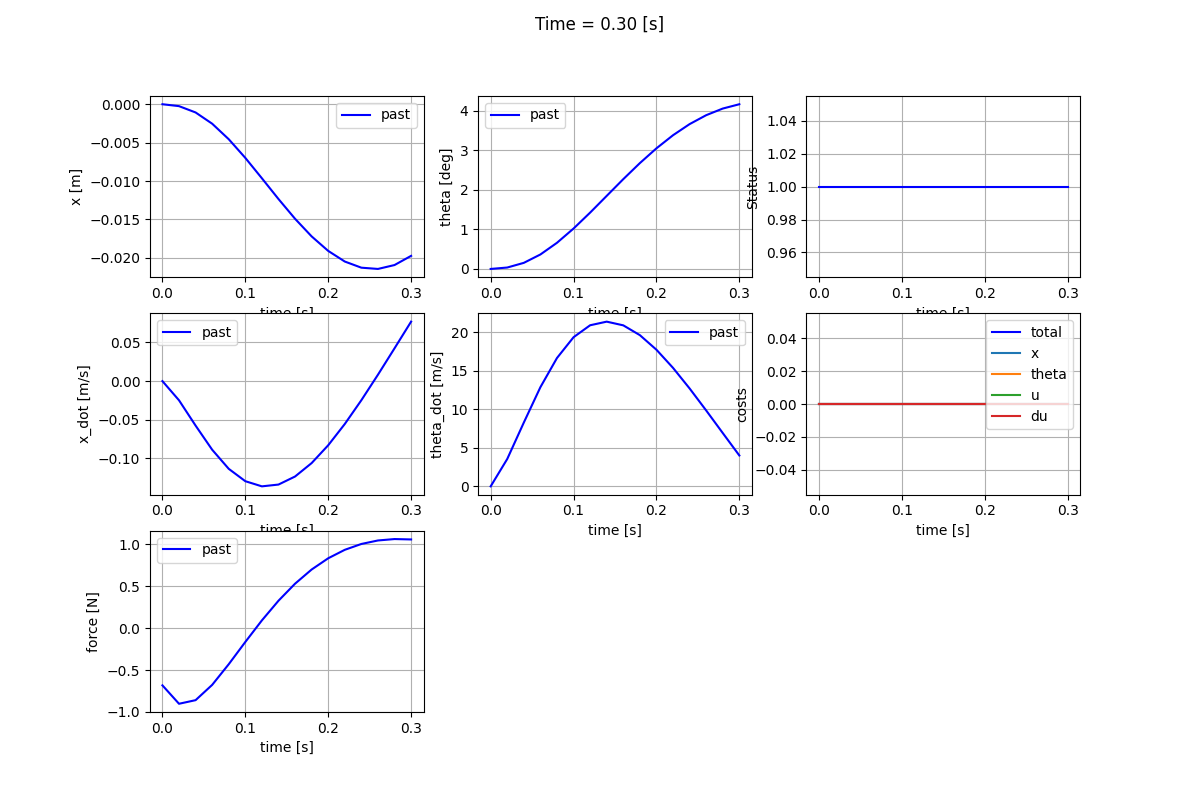 Time = 0.30 [s]
x [m]
0.000
−0.005
−0.010
−0.015
−0.020
past
0.0 0.1 0.2 0.3
time [s]
theta [deg]
4
3
2
1
0
past
0.0 0.1 0.2 0.3
time [s]
Status
1.04
1.02
1.00
0.98
0.96
0.0 0.1 0.2 0.3
time [s]
x_dot [m/s]
0.05
0.00
−0.05
−0.10
past
0.0 0.1 0.2 0.3
time [s]
theta_dot [m/s]
20
15
10
5
0
past
0.0 0.1 0.2 0.3
time [s]
costs
0.04
0.02
0.00
−0.02
−0.04
total
x
theta
u
du
0.0 0.1 0.2 0.3
time [s]
force [N]
1.0
0.5
0.0
−0.5
−1.0
past
0.0 0.1 0.2 0.3
time [s]